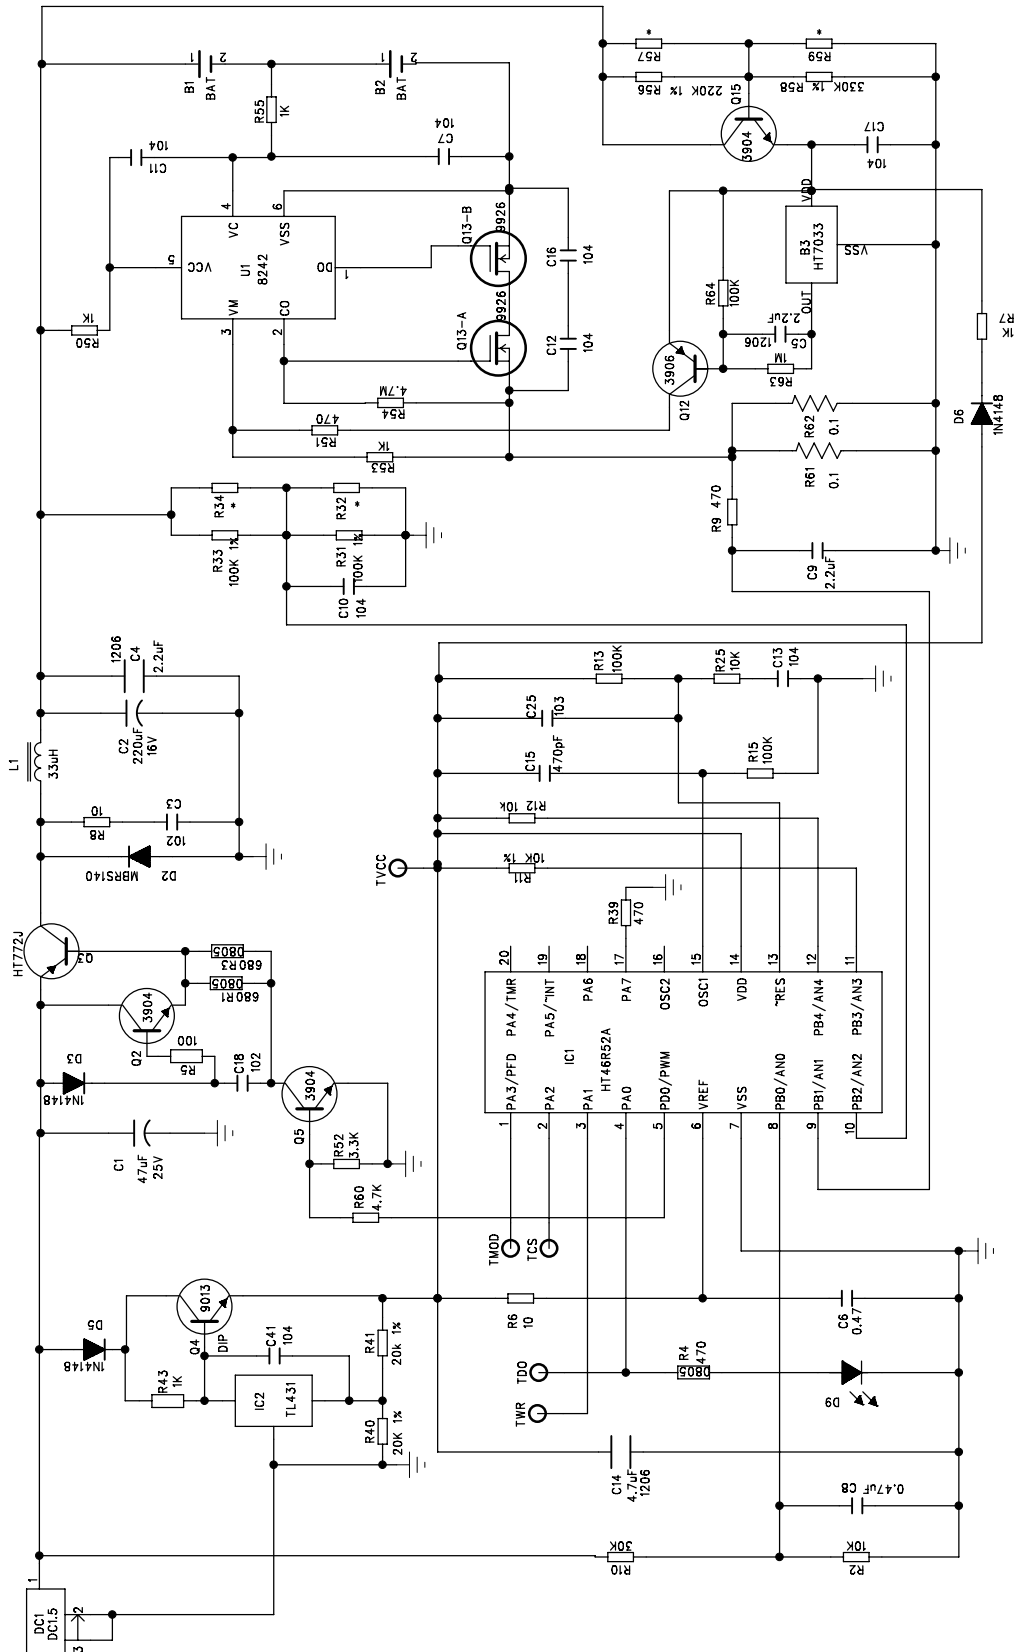 B1
1
2
BAT
B2
1
2
BAT
R55
1K
R57
*
R59
*
R56
220K 1%
R58
330K 1%
Q15
3904
C17
104
C11
104
C7
104
4
6
VC
VSS
5
VCC
U1
8242
DO
1
VM
CO
3
2
Q13-B
9926
Q13-A
9926
C16
104
C12
104
R50
1K
R54
4.7M
R51
470
R53
1K
VDD
B3
HT7033
VSS
OUT
R64
100K
C5
2.2uF
1206
R63
1M
3906
Q12
R7
1K
D6
1N4148
R62
0.1
R61
0.1
R9 470
C9
2.2uF
R34
*
R32
*
R33
100K 1%
R31
100K 1%
C10
104
1206
C4
2.2uF
C2
220uF
16V
L1
33uH
R8
10
C3
102
MBRS140
D2
R13
100K
R25
10K
C13
104
C25
103
C15
470pF
R15
100K
R12 10k
R11
10K 1%
TVCC
R39
470
HT772J
Q3
0805
680 R3
0805
680 R1
3904
Q2
R5
100
D3
1N4148
C18
102
3904
Q5
C1
47uF
25V
R52
3.3K
R60
4.7K
20
19
18
17
16
15
14
13
12
11
PA4/TMR
PA5/~INT
PA6
PA7
OSC2
OSC1
VDD
~RES
PB4/AN4
PB3/AN3
IC1
HT46R52A
PA3/PFD
PA2
PA1
PA0
PD0/PWM
VREF
VSS
PB0/AN0
PB1/AN1
PB2/AN2
1
2
3
4
5
6
7
8
9
10
TMOD
TCS
D5
1N4148
9013
Q4
DIP
C41
104
R41
20k 1%
R43
1K
IC2
TL431
R40
20K 1%
R6
10
C6
0.47
TDO
R4
470
0805
D9
TWR
C14
4.7uF
1206
C8
0.47uF
R10
30K
R2
10K
1
DC1
DC1.5
2
3